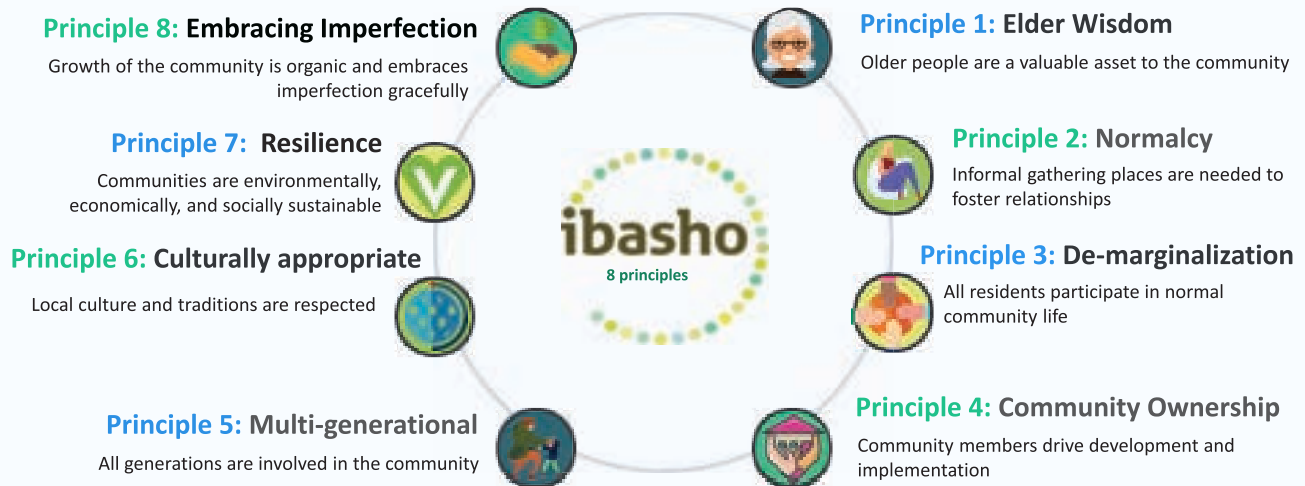 Principle 1: Elder Wisdom
Older people are a valuable asset to the community
Principle 2: Normalcy
Informal gathering places are needed to
foster relationships
Principle 3: De-marginalization
All residents participate in normal
community life
Principle 4: Community Ownership
Community members drive development and
implementation
Principle 5: Multi-generational
All generations are involved in the community
Principle 6: Culturally appropriate
Local culture and traditions are respected
Principle 7: Resilience
Communities are environmentally,
economically, and socially sustainable
Principle 8: Embracing Imperfection
Growth of the community is organic and embraces
imperfection gracefully
ibasho
8 principles